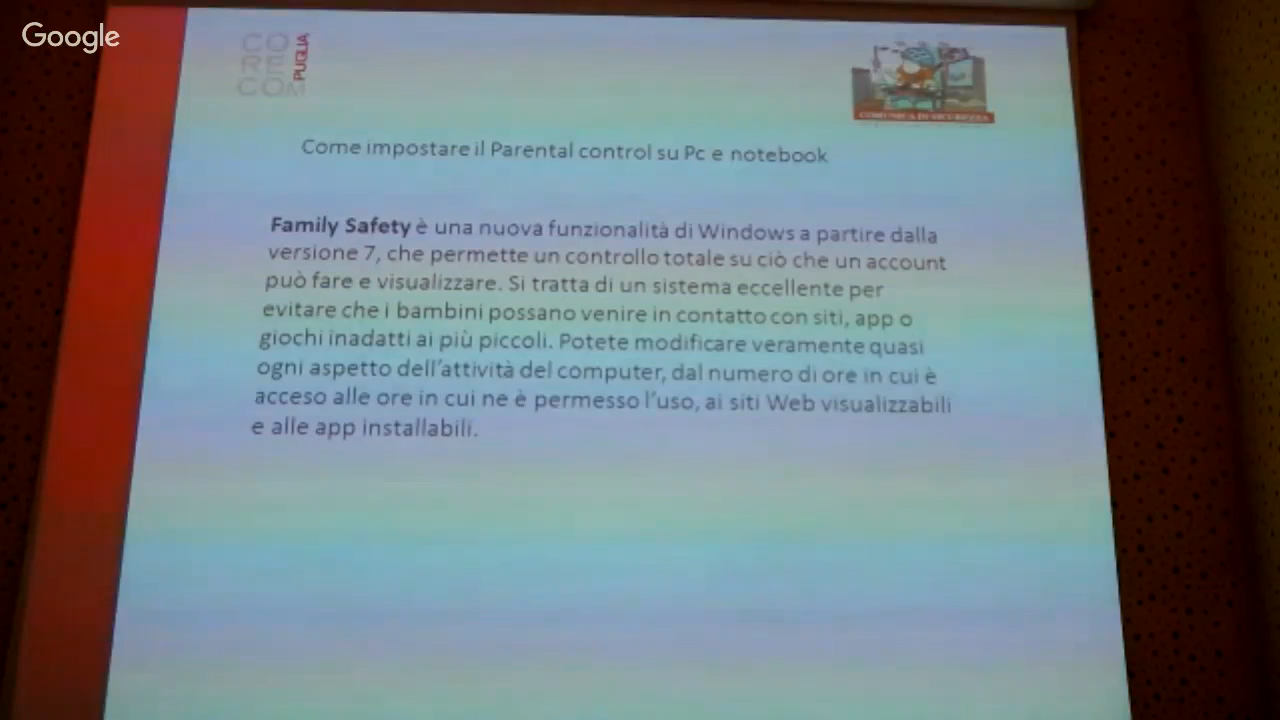 Google
CO
RE
COM
PUGLIA
COMUNICA IN SICUREZZA
Come impostare il Parental control su Pc e notebook
Family Safety è una nuova funzionalità di Windows a partire dalla
versione 7, che permette un controllo totale su ciò che un account
può fare e visualizzare. Si tratta di un sistema eccellente per
evitare che i bambini possano venire in contatto con siti, app o
giochi inadatti ai più piccoli. Potete modificare veramente quasi
ogni aspetto dell'attività del computer, dal numero di ore in cui è
acceso alle ore in cui ne è permesso l'uso, ai siti Web visualizzabili
e alle app installabili.